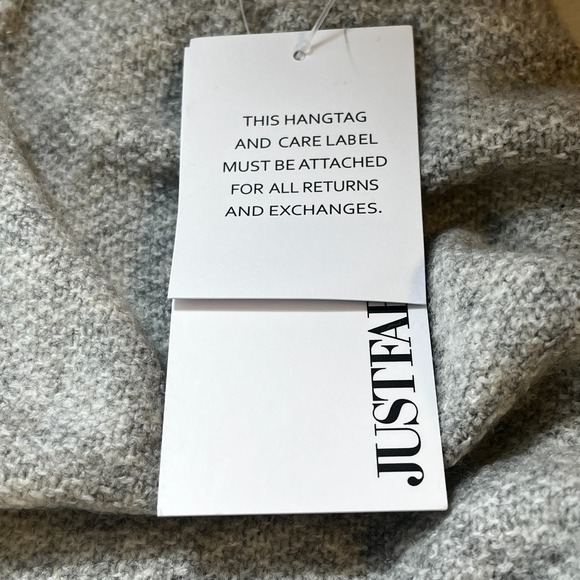 THIS HANGTAG
AND CARE LABEL
MUST BE ATTACHED
FOR ALL RETURNS
AND EXCHANGES.
JUSTFA